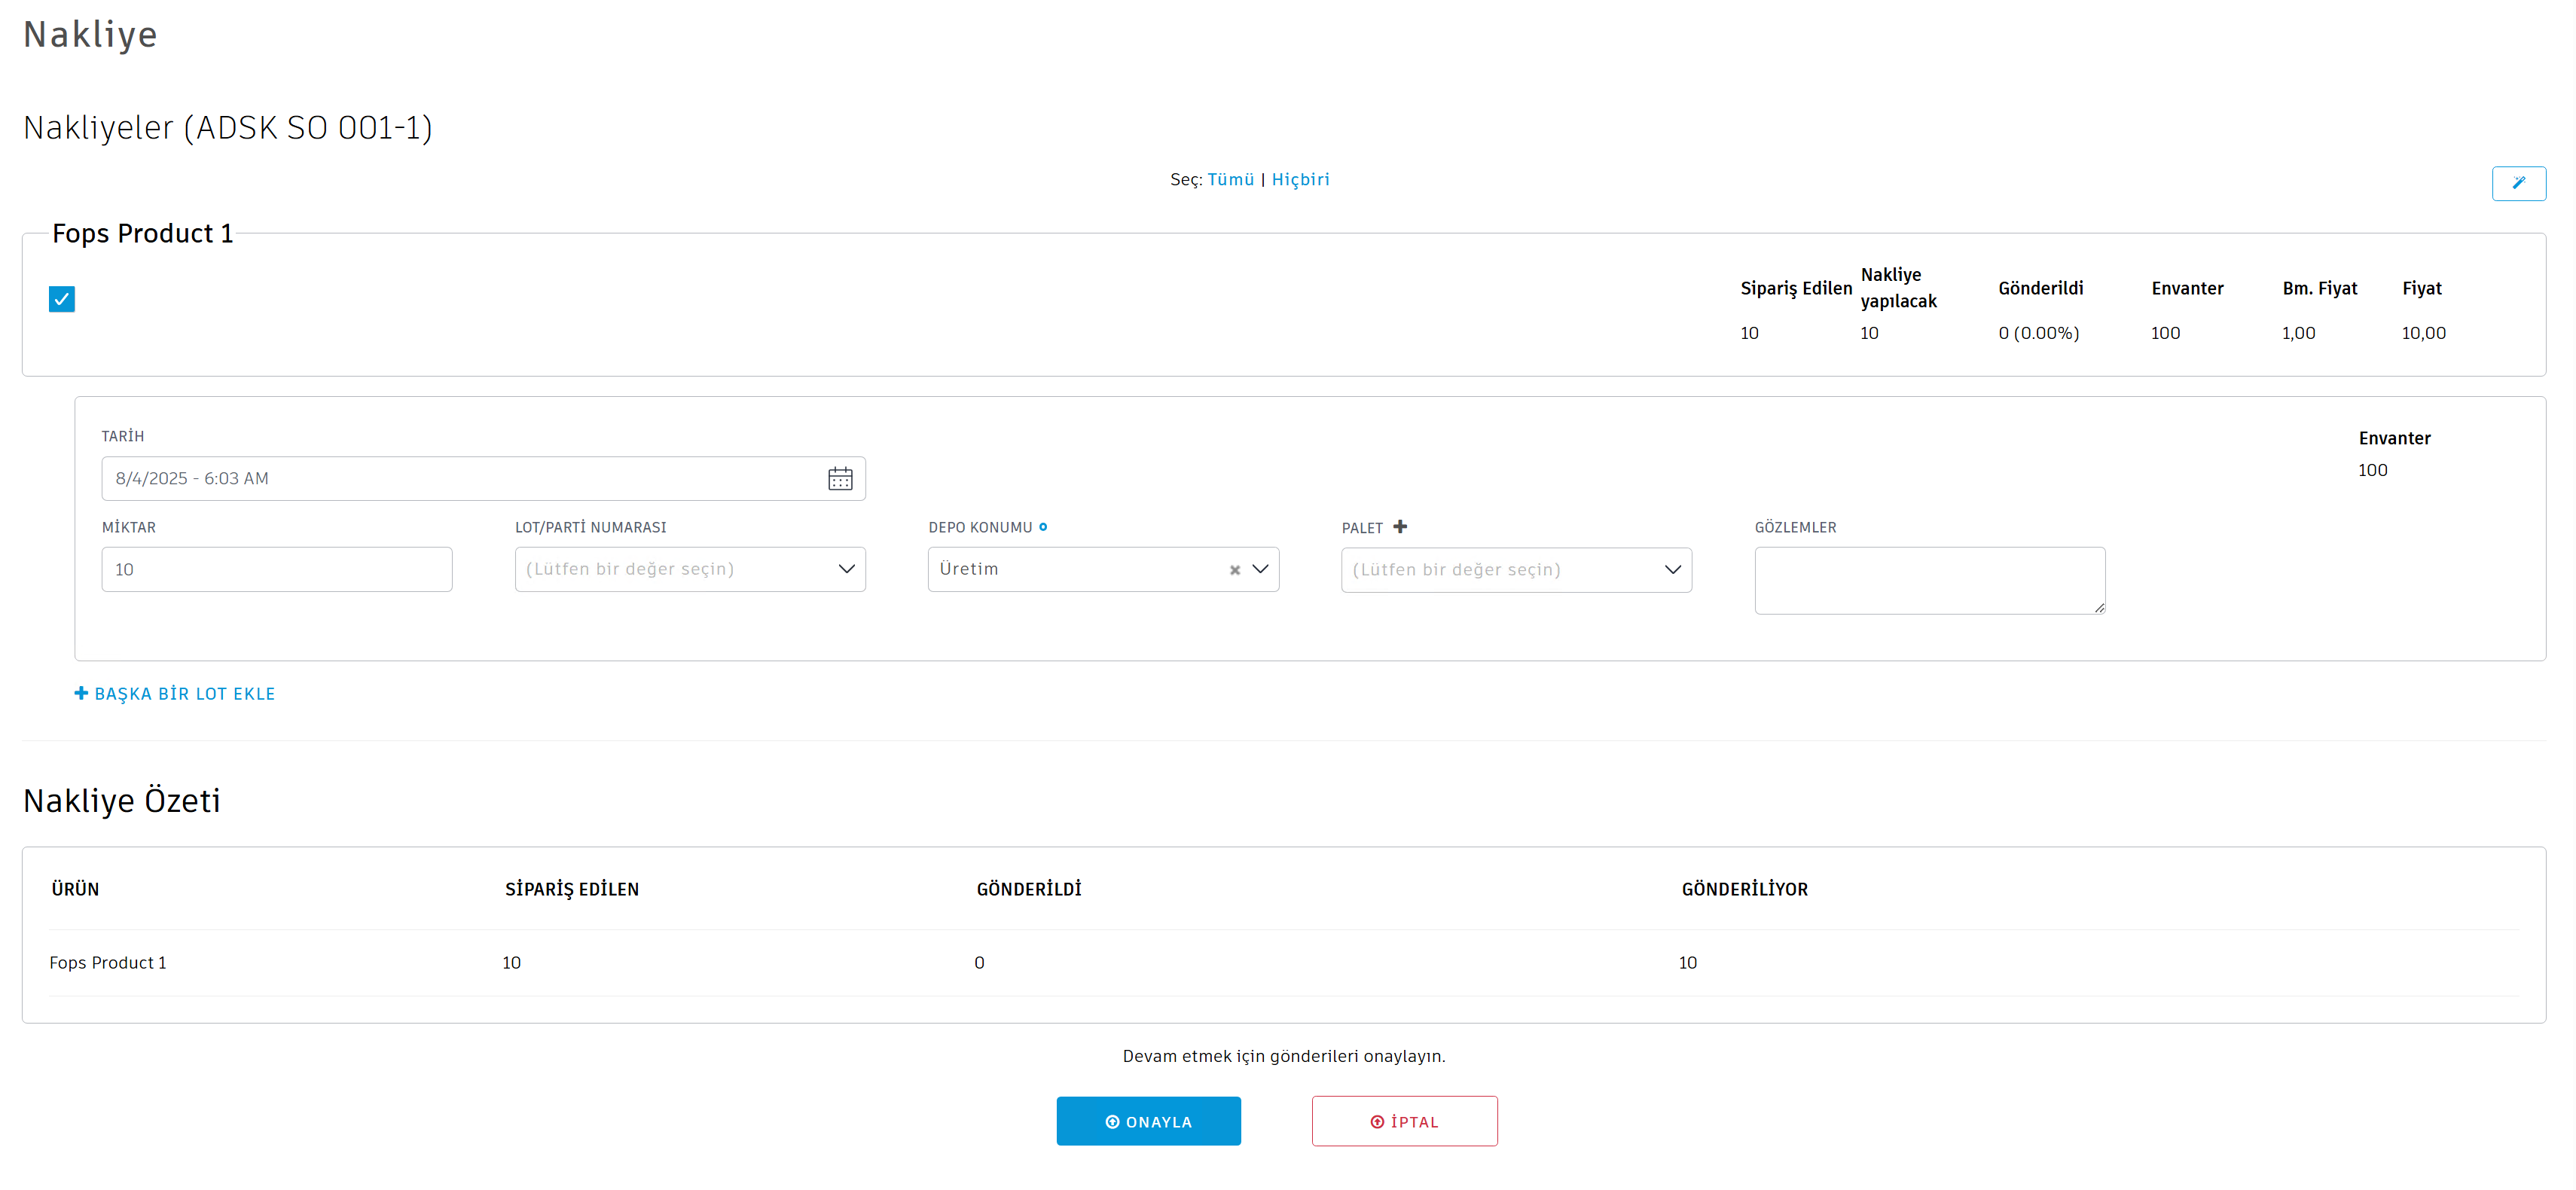 Nakliye
Nakliyeler (ADSK SO 001-1)
Seç: Tümü | Hiçbiri
Fops Product 1
Sipariş Edilen Nakliye yapılacak Gönderildi Envanter Bm. Fiyat Fiyat
10 10 0 (0.00%) 100 1,00 10,00
TARİH
Envanter
8/4/2025 - 6:03 AM
100
MİKTAR LOT/PARTİ NUMARASI DEPO KONUMU PALET GÖZLEMLER
10 (Lütfen bir değer seçin) Üretim (Lütfen bir değer seçin)
BAŞKA BİR LOT EKLE
Nakliye Özeti
ÜRÜN SİPARİŞ EDİLEN GÖNDERİLDİ GÖNDERİLİYOR
Fops Product 1 10 0 10
Devam etmek için gönderileri onaylayın.
ONAYLA İPTAL